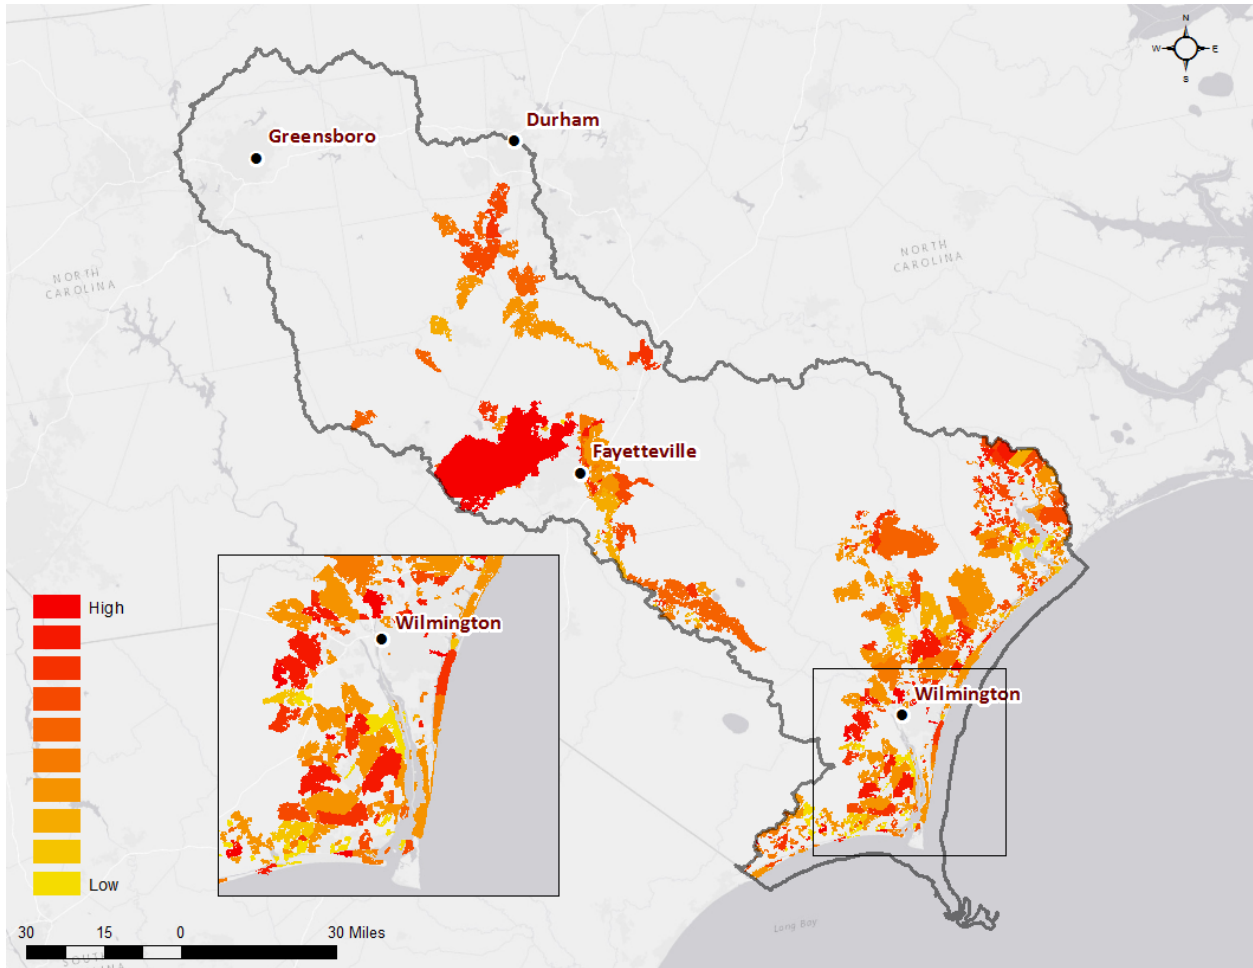 N
W E
S
Durham
Greensboro
NORTH
CAROLINA
NORTH
CAROLINA
Fayetteville
High
Wilmington
Wilmington
Low
30 15 0 30 Miles
Long Bay